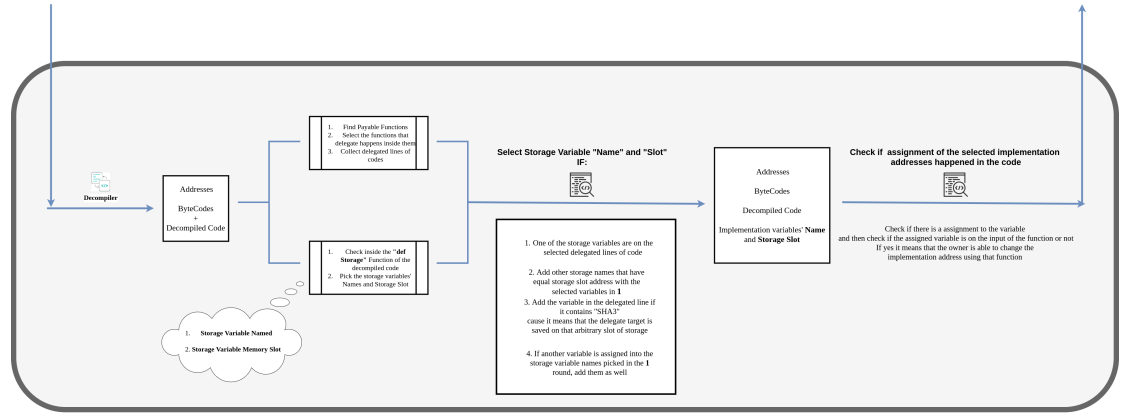 Decompiler
Addresses
ByteCodes
+
Decompiled Code
1. Find Payable Functions
2. Select the functions that
delegate happens inside them
3. Collect delegated lines of
codes
1. Check inside the "def
Storage" Function of the
decompiled code
2. Pick the storage variables'
Names and Storage Slot
1. Storage Variable Named
2. Storage Variable Memory Slot
Select Storage Variable "Name" and "Slot"
IF:
1. One of the storage variables are on the
selected delegated lines of code
2. Add other storage names that have
equal storage slot address with the
selected variables in 1
3. Add the variable in the delegated line if
it contains "SHA3"
cause it means that the delegate target is
saved on that arbitrary slot of storage
4. If another variable is assigned into the
storage variable names picked in the 1
round, add them as well
Addresses
ByteCodes
Decompiled Code
Implementation variables' Name
and Storage Slot
Check if assignment of the selected implementation
addresses happened in the code
Check if there is a assignment to the variable
and then check if the assigned variable is on the input of the function or not
If yes it means that the owner is able to change the
implementation address using that function